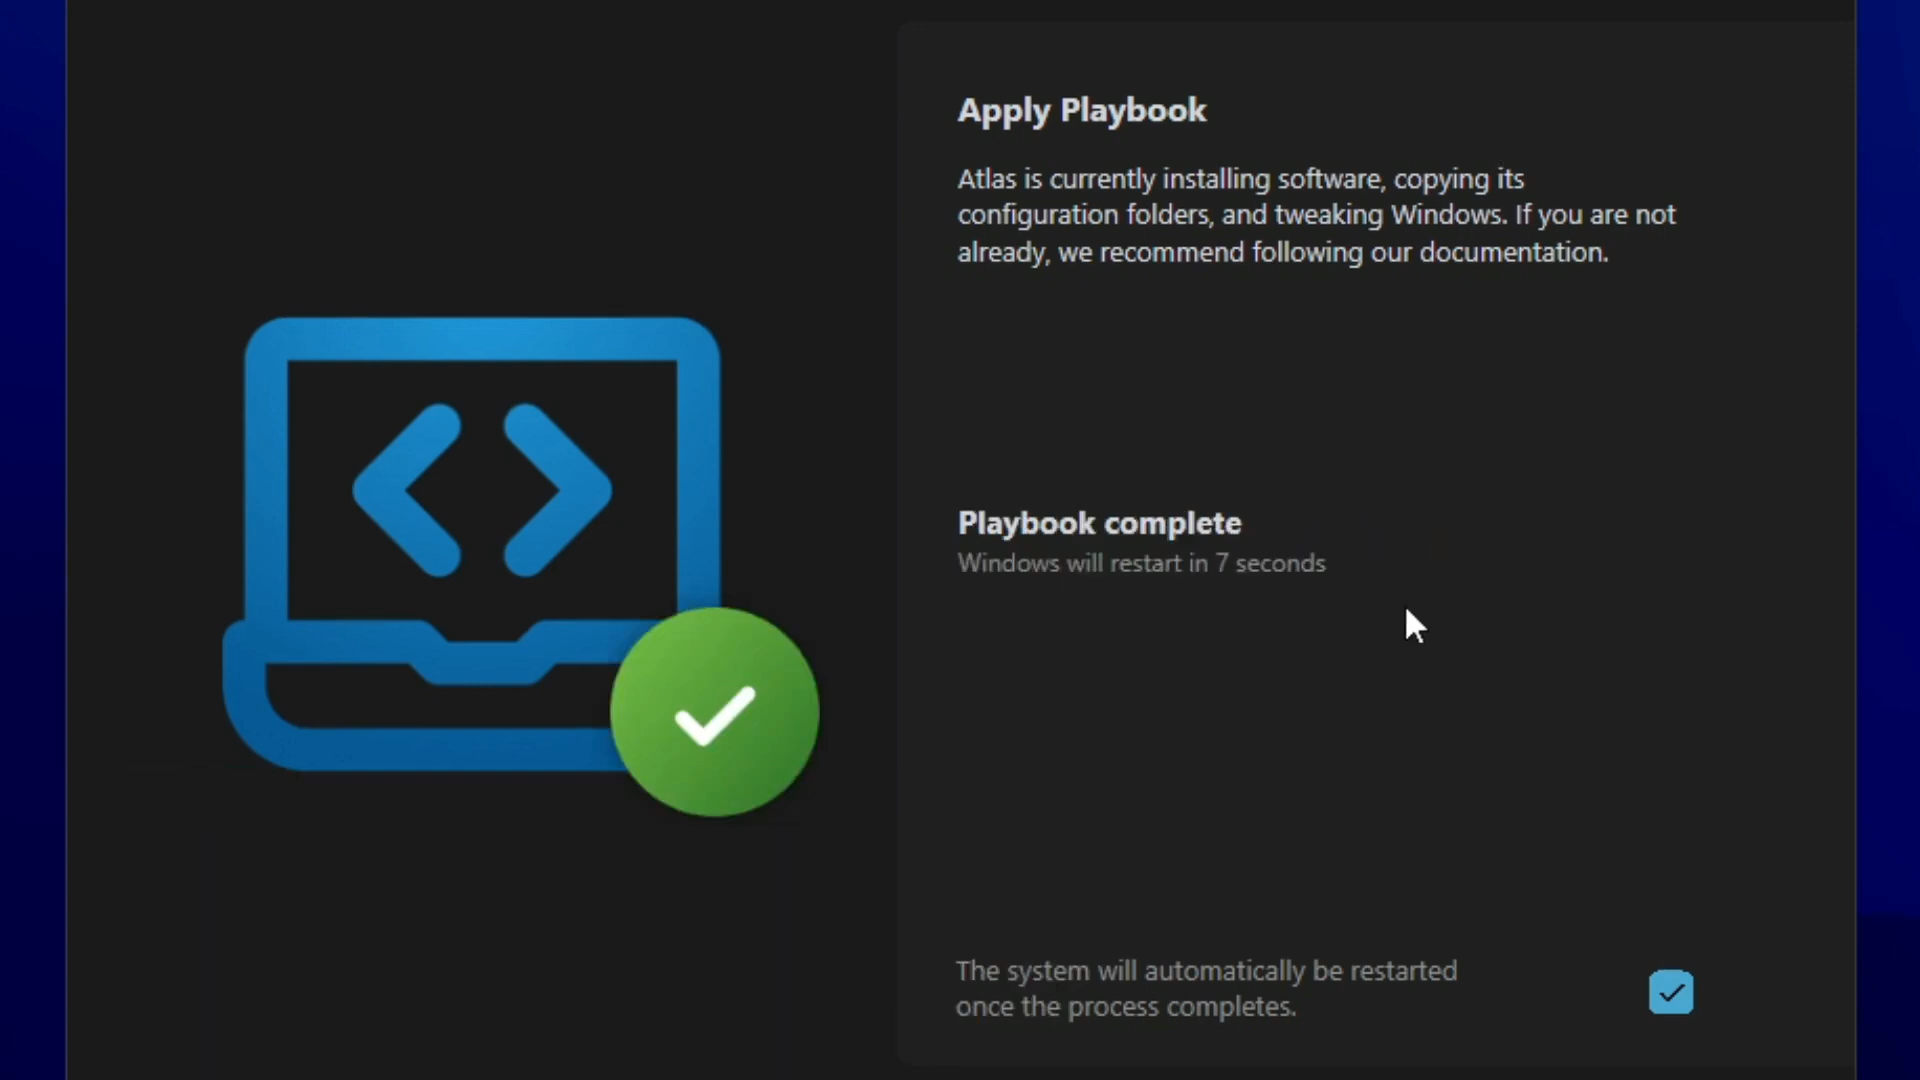 Apply Playbook
Atlas is currently installing software, copying its
configuration folders, and tweaking Windows. If you are not
already, we recommend following our documentation.
Playbook complete
Windows will restart in 7 seconds
The system will automatically be restarted
once the process completes.